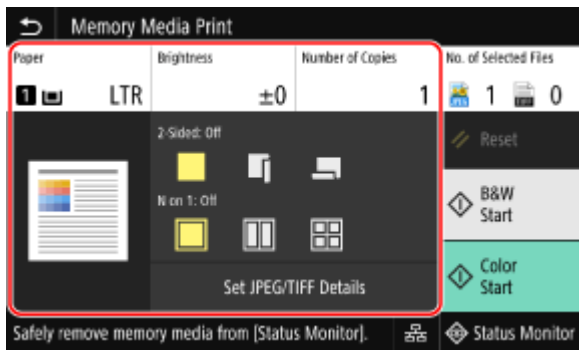 Memory Media Print
Paper
Brightness
Number of Copies
No. of Selected Files
1 LTR
±0
1
JPEG 1
0
2-Sided: Off
Reset
N on 1: Off
B&W
Start
Color
Start
Set JPEG/TIFF Details
Safely remove memory media from [Status Monitor].
Status Monitor